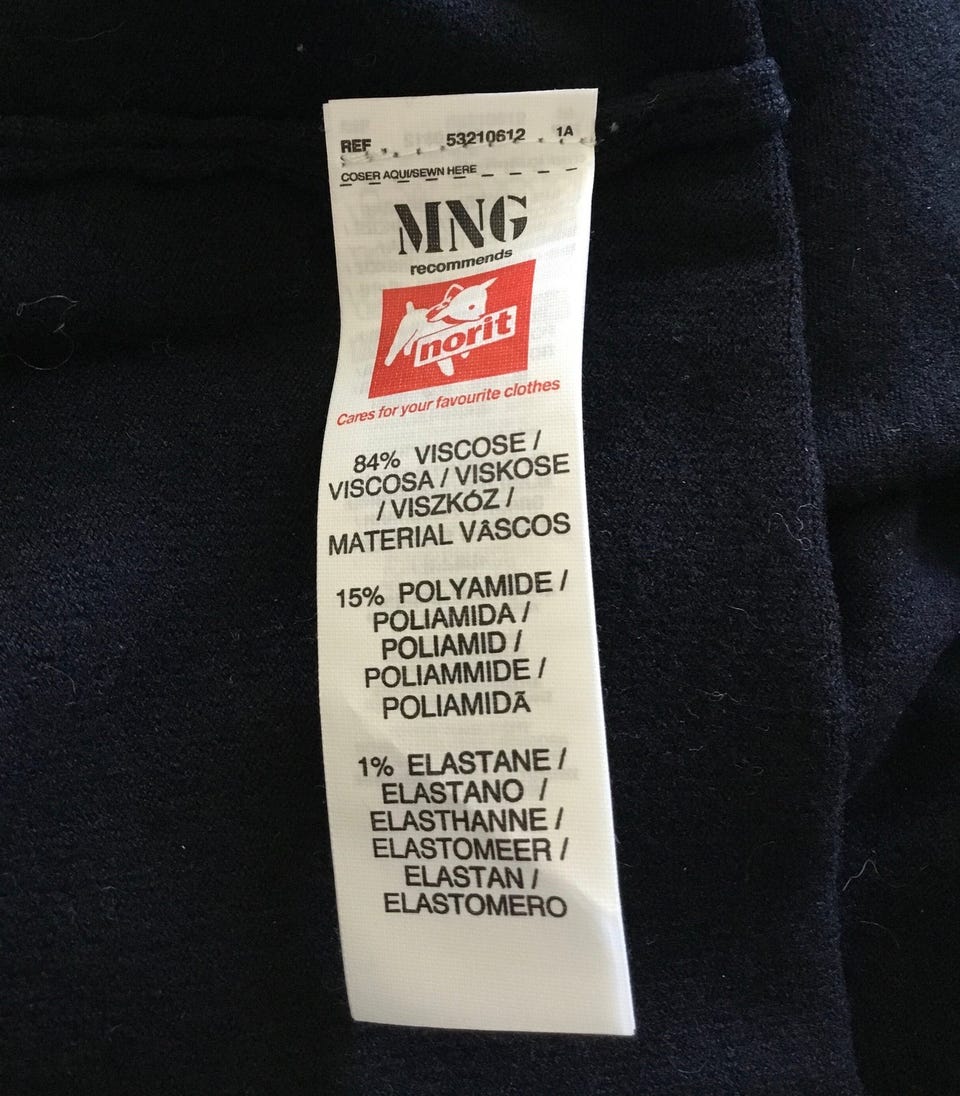 REF 53210612 1A
COSER AQUI/SEWN HERE
MNG
recommends
norit
Cares for your favourite clothes
84% VISCOSE /
VISCOSA / VISKOSE
/ VISZKÓZ /
MATERIAL VÂSCOS
15% POLYAMIDE /
POLIAMIDA /
POLIAMID /
POLIAMMIDE /
POLIAMIDÃ
1% ELASTANE /
ELASTANO /
ELASTHANNE /
ELASTOMEER /
ELASTAN /
ELASTOMERO